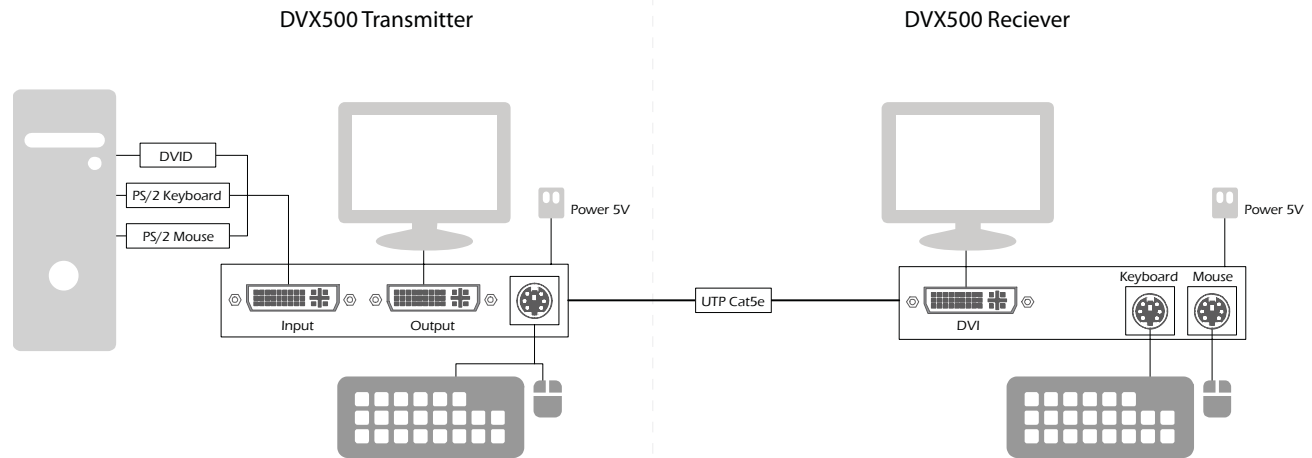 DVX500 Transmitter
DVX500 Reciever
DVID
PS/2 Keyboard
PS/2 Mouse
Power 5V
Input
Output
UTP Cat5e
Power 5V
Keyboard
Mouse
DVI